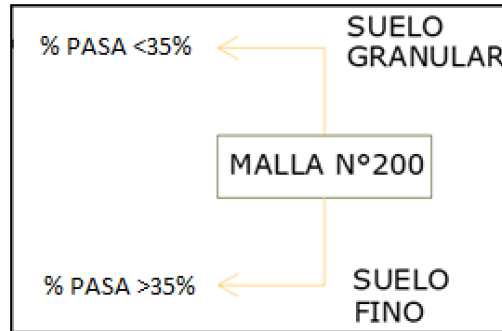 % PASA <35%
SUELO
GRANULAR
MALLA N°200
% PASA >35%
SUELO
FINO